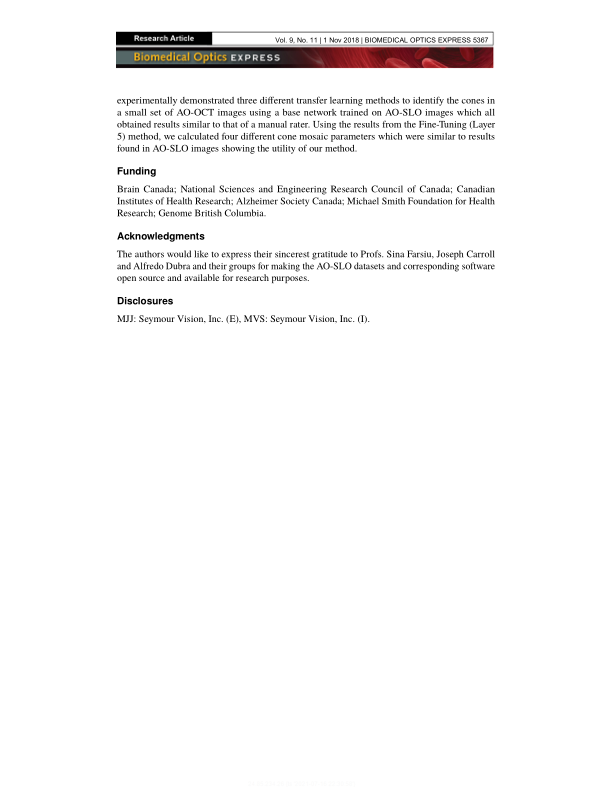 Research Article
Vol. 9, No. 11 | 1 Nov 2018 | BIOMEDICAL OPTICS EXPRESS 5367
Biomedical Optics EXPRESS
experimentally demonstrated three different transfer learning methods to identify the cones in
a small set of AO-OCT images using a base network trained on AO-SLO images which all
obtained results similar to that of a manual rater. Using the results from the Fine-Tuning (Layer
5) method, we calculated four different cone mosaic parameters which were similar to results
found in AO-SLO images showing the utility of our method.
Funding
Brain Canada; National Sciences and Engineering Research Council of Canada; Canadian
Institutes of Health Research; Alzheimer Society Canada; Michael Smith Foundation for Health
Research; Genome British Columbia.
Acknowledgments
The authors would like to express their sincerest gratitude to Profs. Sina Farsiu, Joseph Carroll
and Alfredo Dubra and their groups for making the AO-SLO datasets and corresponding software
open source and available for research purposes.
Disclosures
MJJ: Seymour Vision, Inc. (E), MVS: Seymour Vision, Inc. (I).